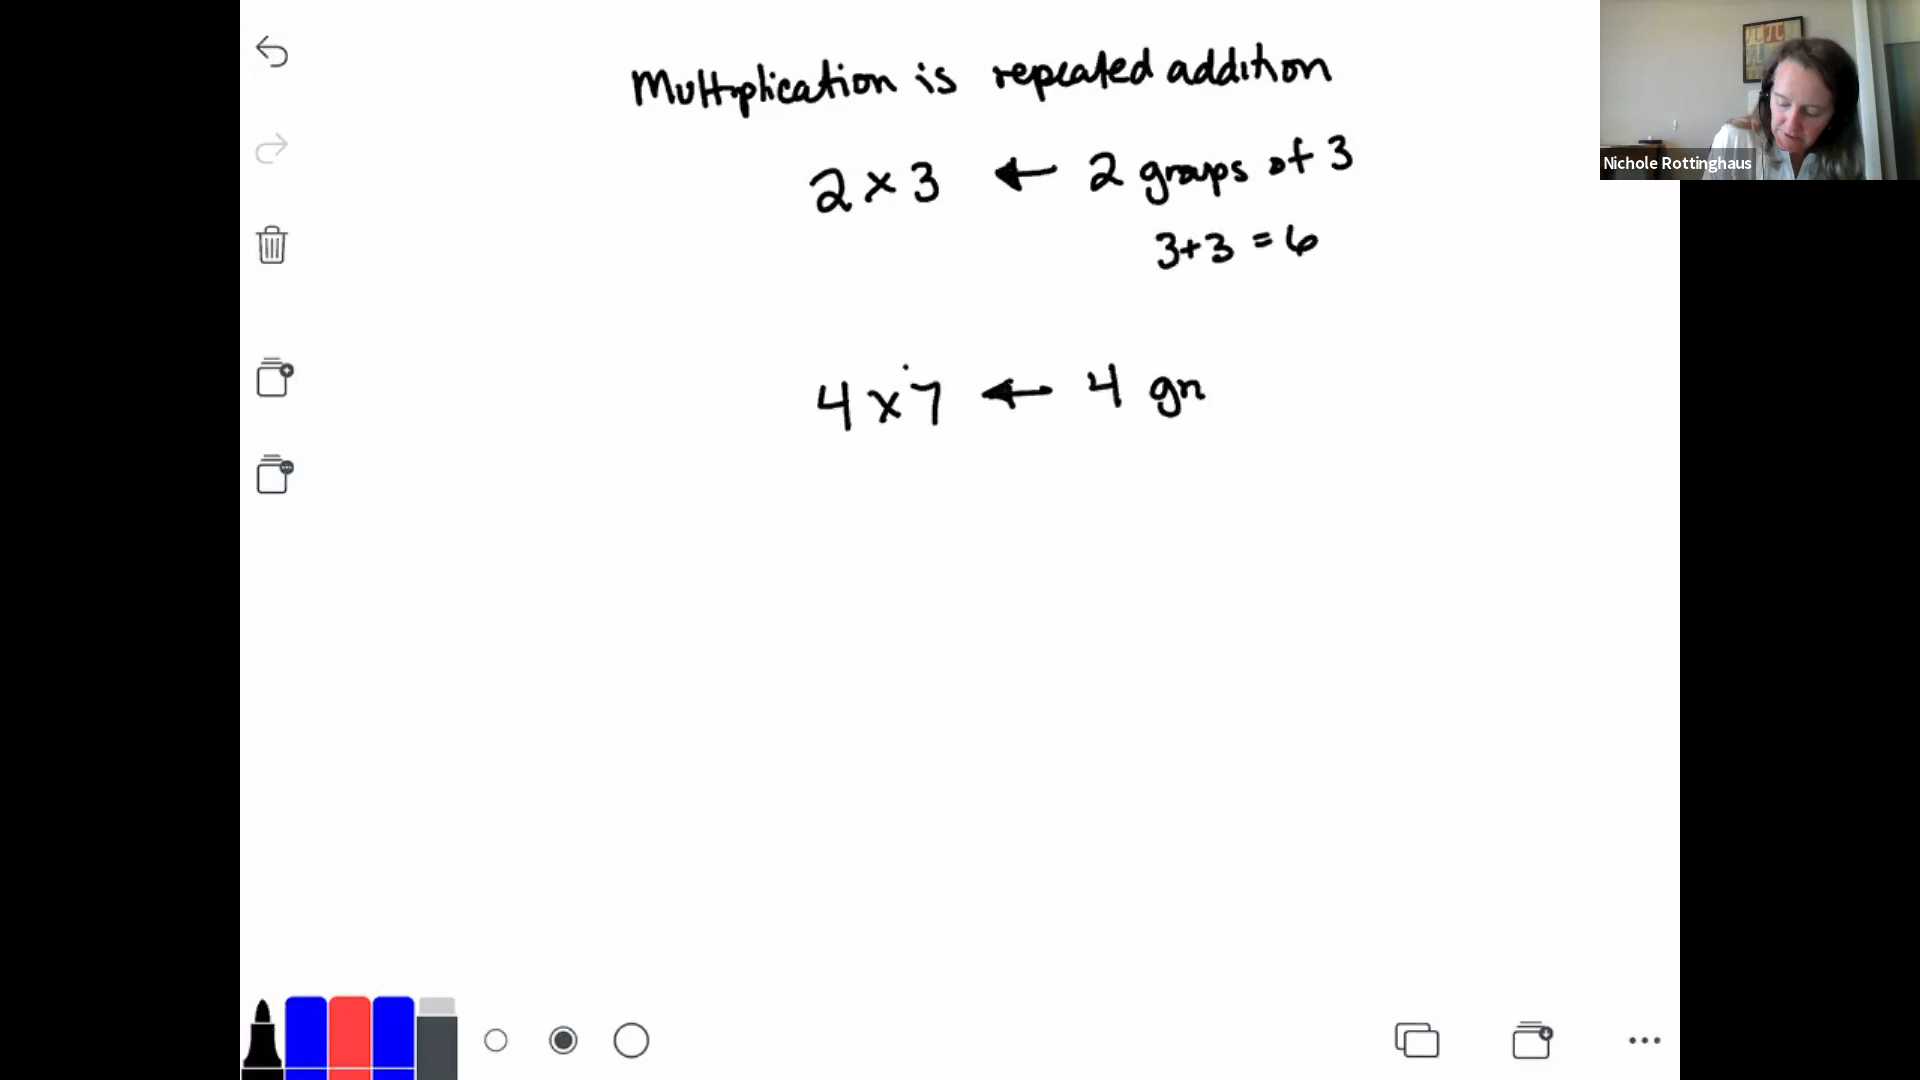 Multiplication is repeated addition
2 × 3 ← 2 groups of 3
3+3 = 6
4 × 7 ← 4 gr
Nichole Rottinghaus